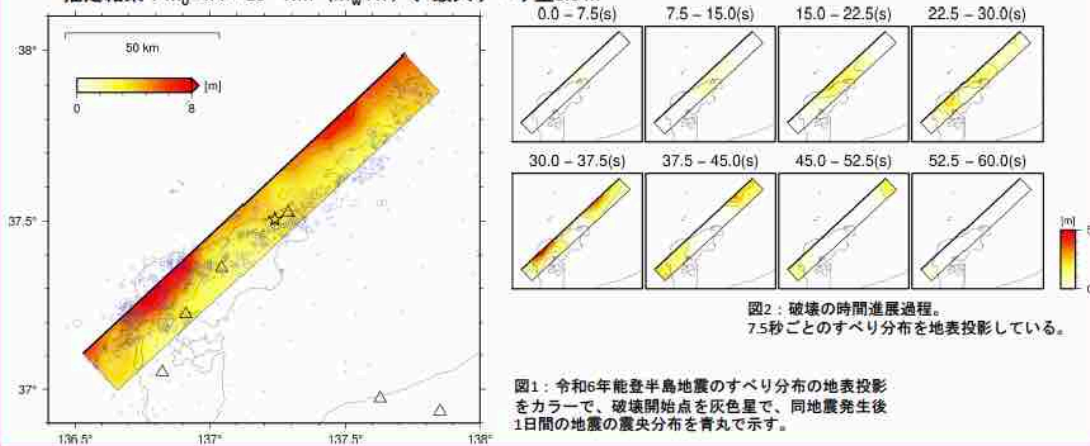 38°
50 km
[m]
0
8
37.5°
37°
136.5°
137°
137.5°
138°
0.0 – 7.5(s)
7.5 – 15.0(s)
15.0 – 22.5(s)
22.5 – 30.0(s)
30.0 – 37.5(s)
37.5 – 45.0(s)
45.0 – 52.5(s)
52.5 – 60.0(s)
[m]
図2：破壊の時間進展過程。
7.5秒ごとのすべり分布を地表投影している。
図1：令和6年能登半島地震のすべり分布の地表投影
をカラーで、破壊開始点を灰色星で、同地震発生後
1日間の地震の震央分布を青丸で示す。